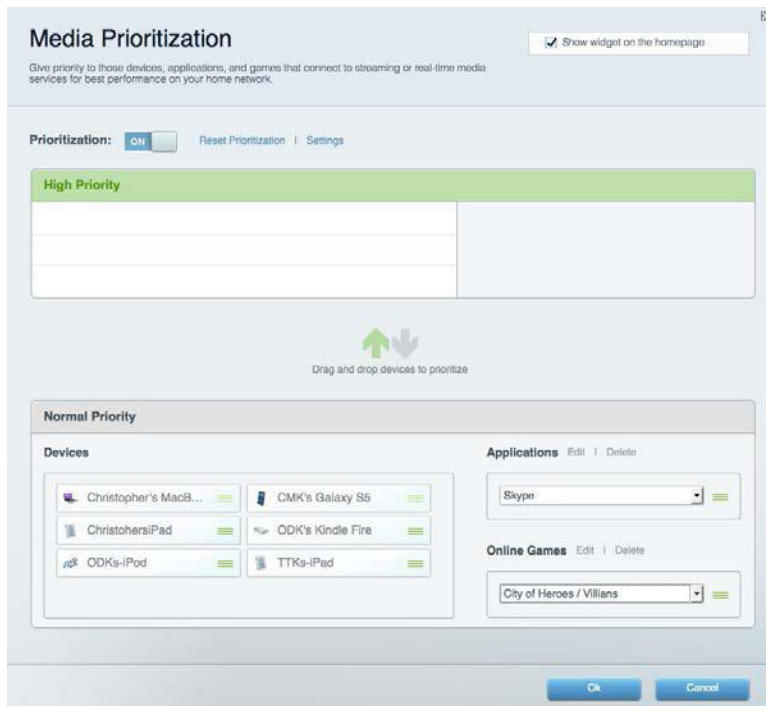 Media Prioritization
Show widget on the homepage
Give priority to those devices, applications, and games that connect to streaming or real-time media
services for best performance on your home network.
Prioritization: ON Reset Prioritization | Settings
High Priority
Drag and drop devices to prioritize
Normal Priority
Devices
Christopher's MacB...
CMK's Galaxy S5
ChristohersiPad
ODK's Kindle Fire
ODKs-iPod
TTKs-iPad
Applications Edit | Delete
Skype
Online Games Edit | Delete
City of Heroes / Villians
Ok
Cancel